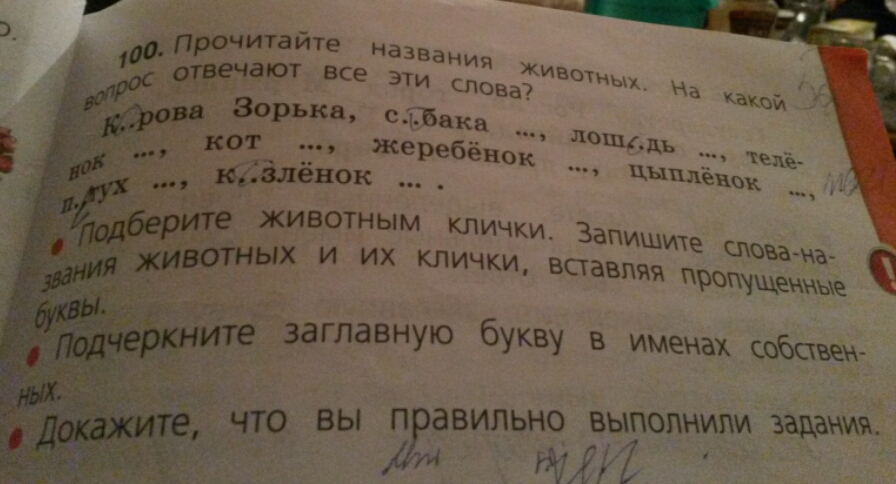 100. Прочитайте названия животных. На какой
вопрос отвечают все эти слова?
к..рова Зорька, с..бака ..., лош..дь ..., телё-
нок ..., кот ..., жеребёнок ..., цыплёнок ...,
п..тух ..., к..злёнок ... .
• Подберите животным клички. Запишите слова-на-
звания животных и их клички, вставляя пропущенные
буквы.
• Подчеркните заглавную букву в именах собствен-
ных.
• Докажите, что вы правильно выполнили задания.
!